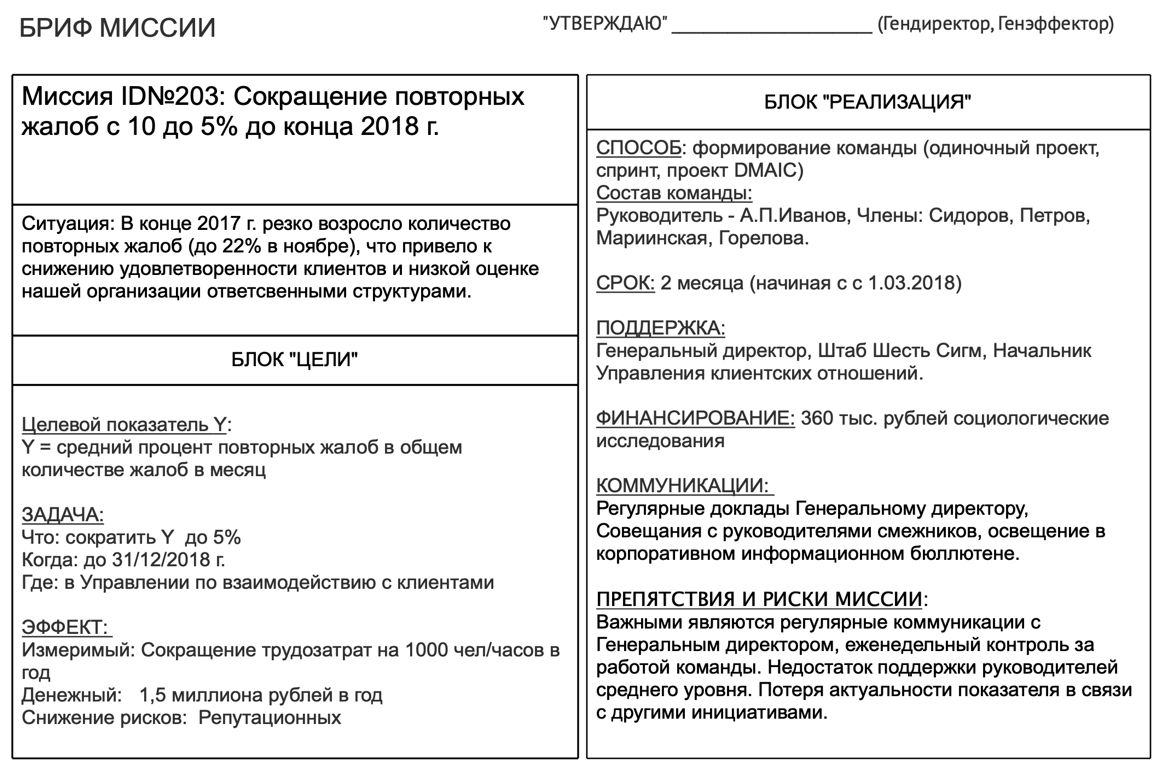 БРИФ МИССИИ
"УТВЕРЖДАЮ" ____________________ (Гендиректор, Генэффектор)
Миссия ID№203: Сокращение повторных
жалоб с 10 до 5% до конца 2018 г.
Ситуация: В конце 2017 г. резко возросло количество
повторных жалоб (до 22% в ноябре), что привело к
снижению удовлетворенности клиентов и низкой оценке
нашей организации ответсвенными структурами.
БЛОК "ЦЕЛИ"
Целевой показатель Y:
Y = средний процент повторных жалоб в общем
количестве жалоб в месяц
ЗАДАЧА:
Что: сократить Y до 5%
Когда: до 31/12/2018 г.
Где: в Управлении по взаимодействию с клиентами
ЭФФЕКТ:
Измеримый: Сокращение трудозатрат на 1000 чел/часов в
год
Денежный: 1,5 миллиона рублей в год
Снижение рисков: Репутационных
БЛОК "РЕАЛИЗАЦИЯ"
СПОСОБ: формирование команды (одиночный проект,
спринт, проект DMAIC)
Состав команды:
Руководитель - А.П.Иванов, Члены: Сидоров, Петров,
Мариинская, Горелова.
СРОК: 2 месяца (начиная с с 1.03.2018)
ПОДДЕРЖКА:
Генеральный директор, Штаб Шесть Сигм, Начальник
Управления клиентских отношений.
ФИНАНСИРОВАНИЕ: 360 тыс. рублей социологические
исследования
КОММУНИКАЦИИ:
Регулярные доклады Генеральному директору,
Совещания с руководителями смежников, освещение в
корпоративном информационном бюллютене.
ПРЕПЯТСТВИЯ И РИСКИ МИССИИ:
Важными являются регулярные коммуникации с
Генеральным директором, еженедельный контроль за
работой команды. Недостаток поддержки руководителей
среднего уровня. Потеря актуальности показателя в связи
с другими инициативами.